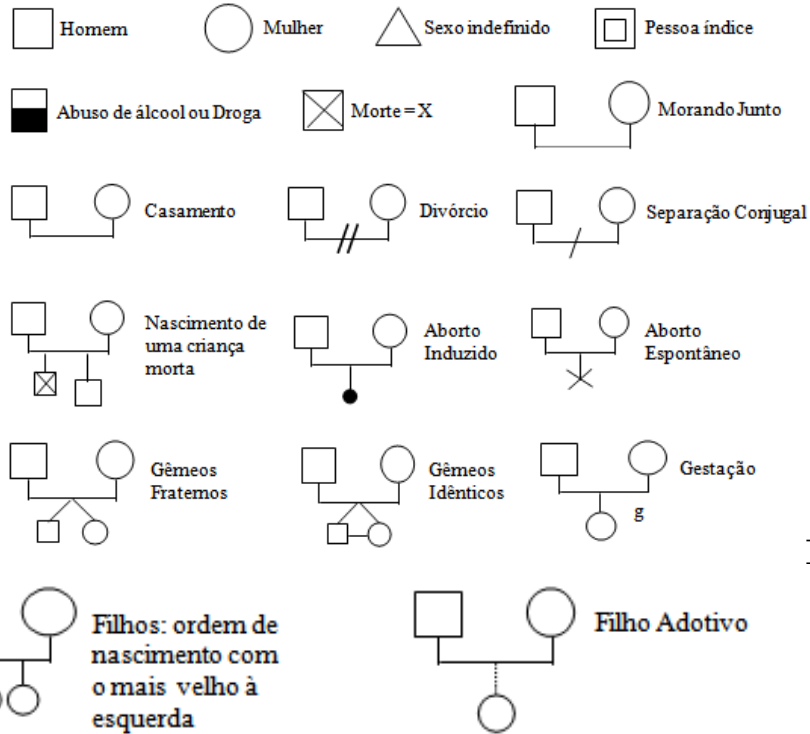 Homem
Mulher
Sexo indefinido
Pessoa índice
Abuso de álcool ou Droga
Morte = X
Morando Junto
Casamento
Divórcio
Separação Conjugal
Nascimento de
uma criança
morta
Aborto
Induzido
Aborto
Espontâneo
Gêmeos
Fraternos
Gêmeos
Idênticos
Gestação
g
Filhos: ordem de
nascimento com
o mais velho à
esquerda
Filho Adotivo